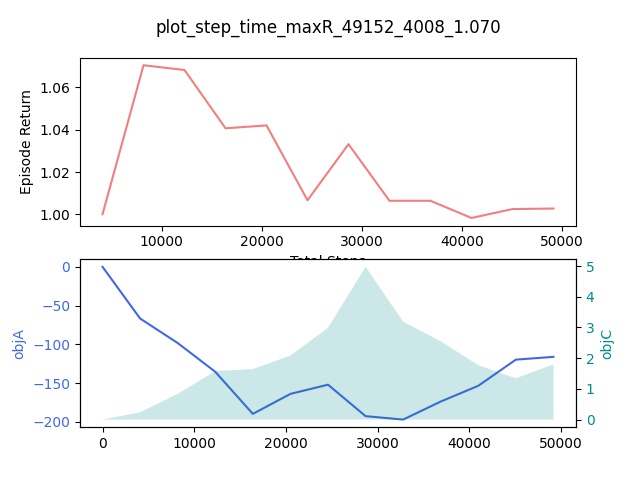 plot_step_time_maxR_49152_4008_1.070
1.06
1.04
1.02
1.00
Episode Return
10000 20000 30000 40000 50000
Total Steps
0
−50
−100
−150
−200
objA
5
4
3
2
1
0
objC
0 10000 20000 30000 40000 50000